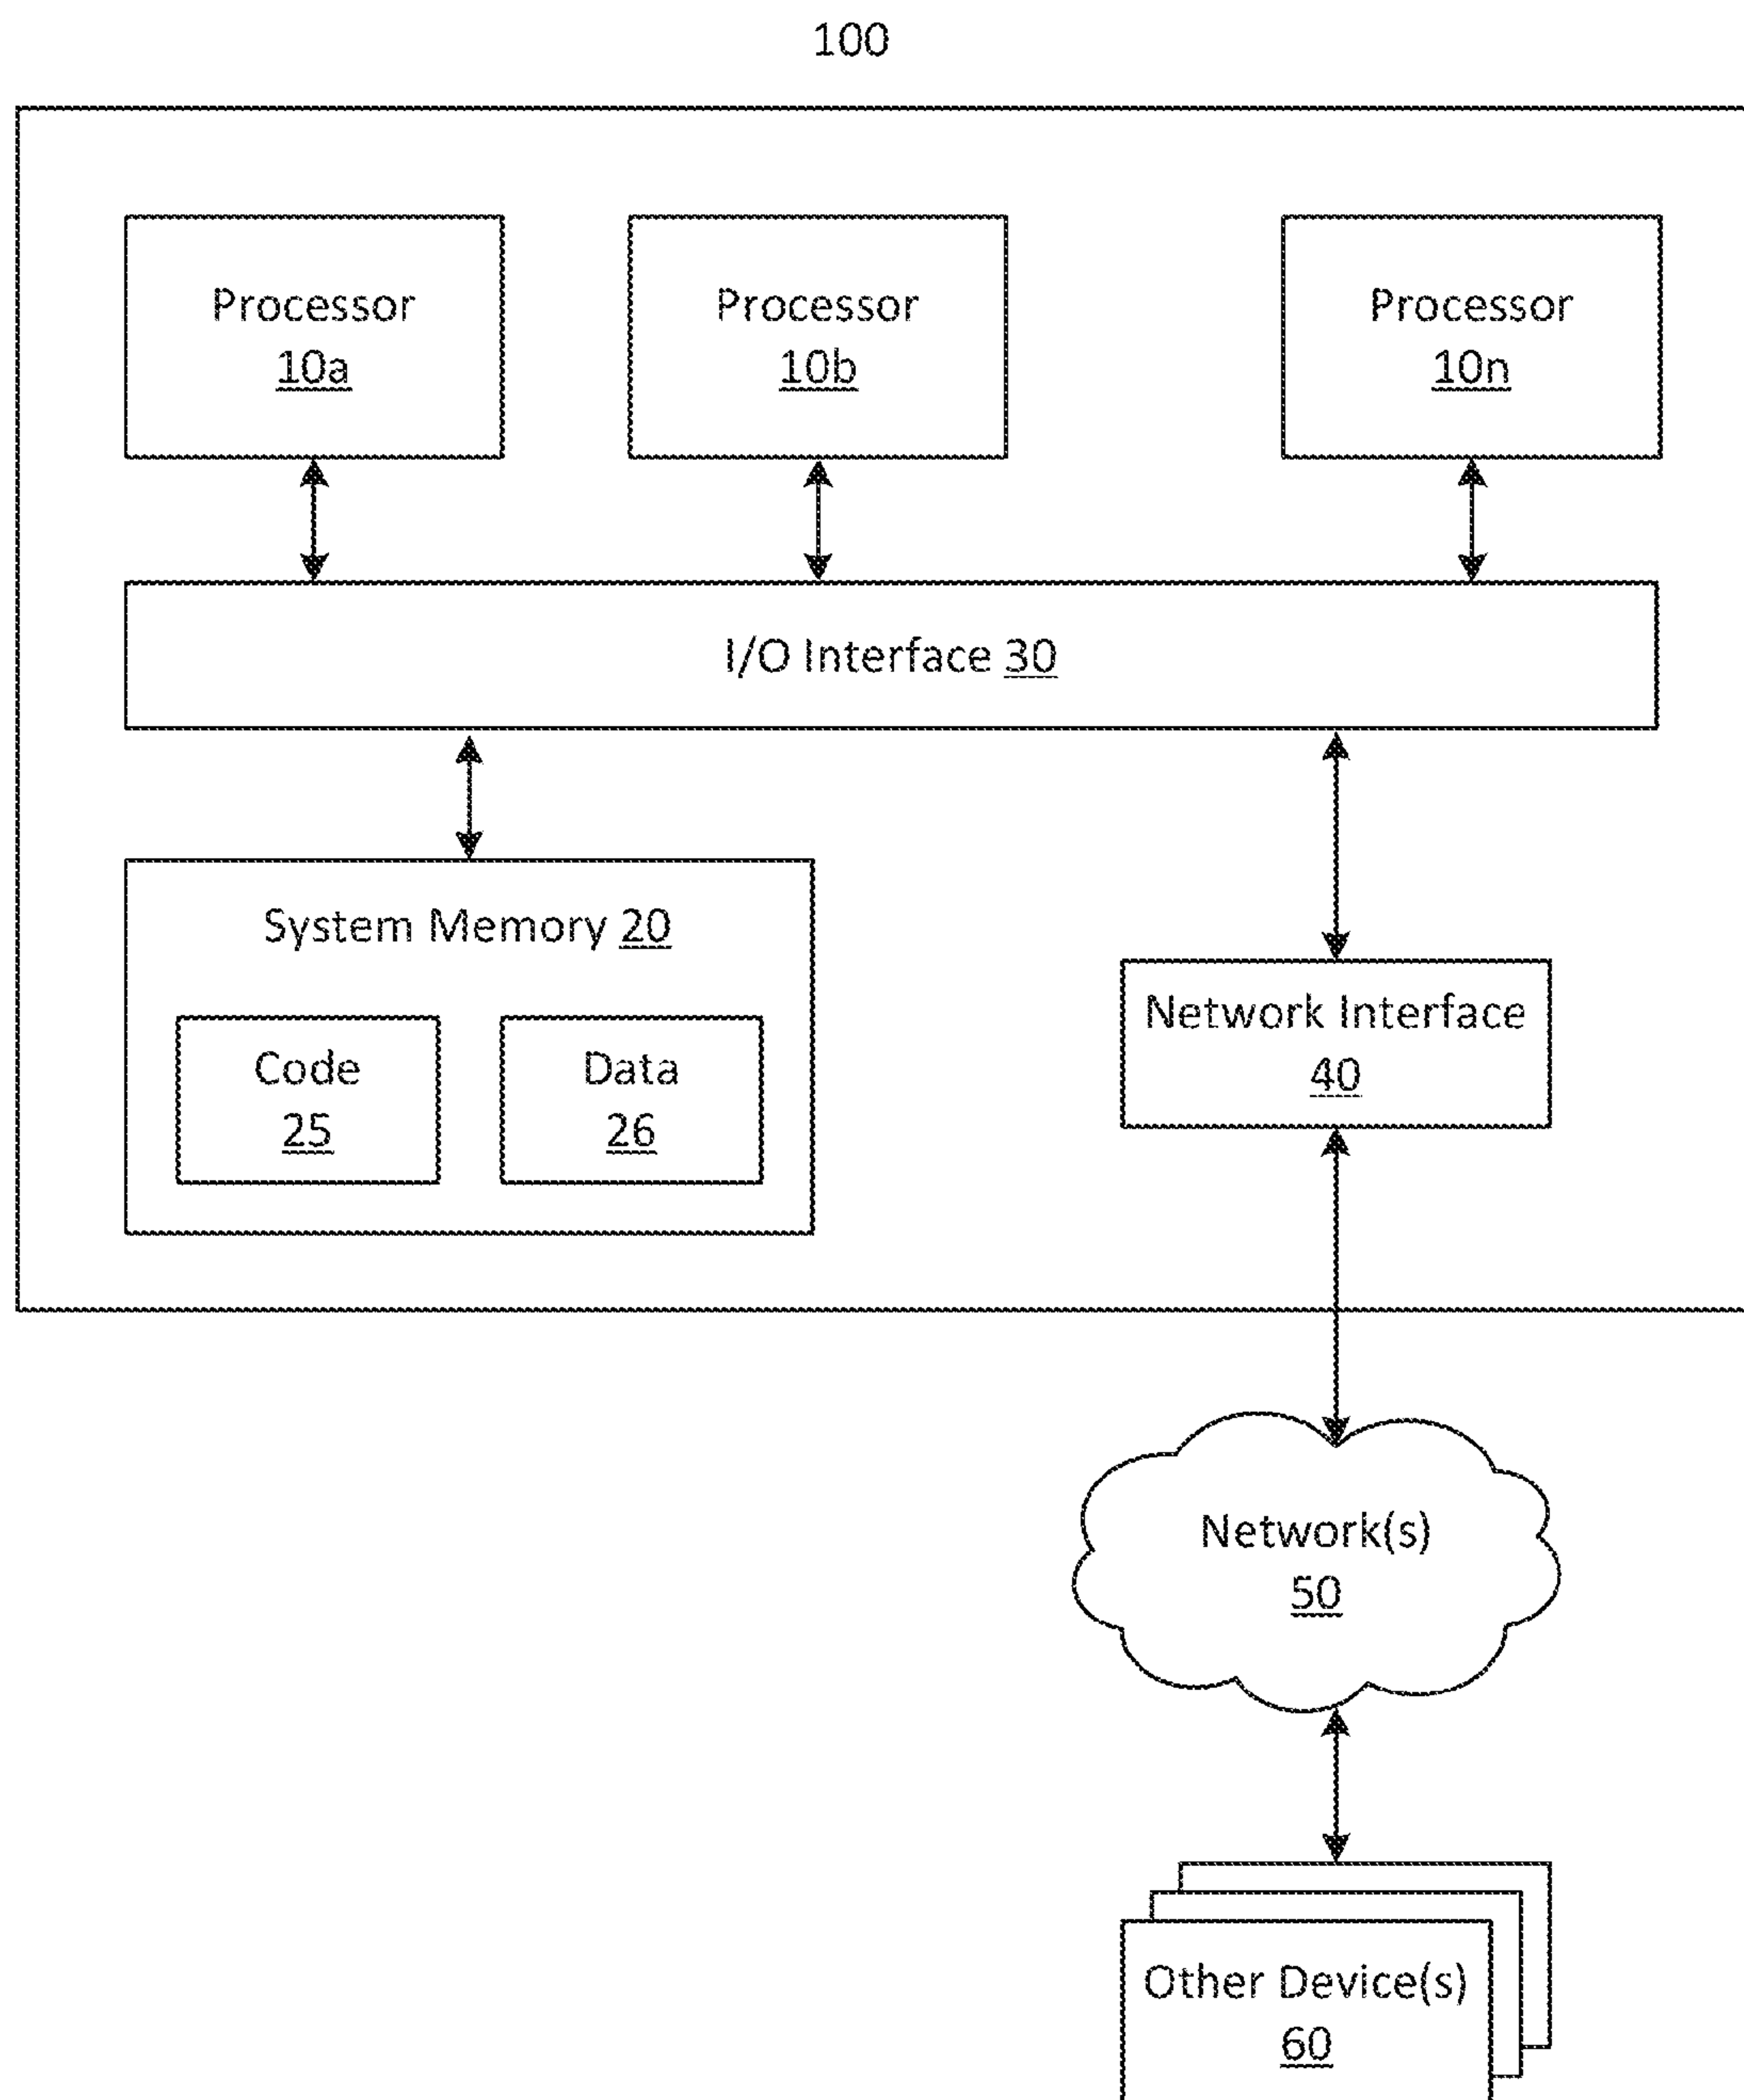 100
Processor
10a
Processor
10b
Processor
10n
I/O Interface 30
System Memory 20
Code
25
Data
26
Network Interface
40
Network(s)
50
Other Device(s)
60